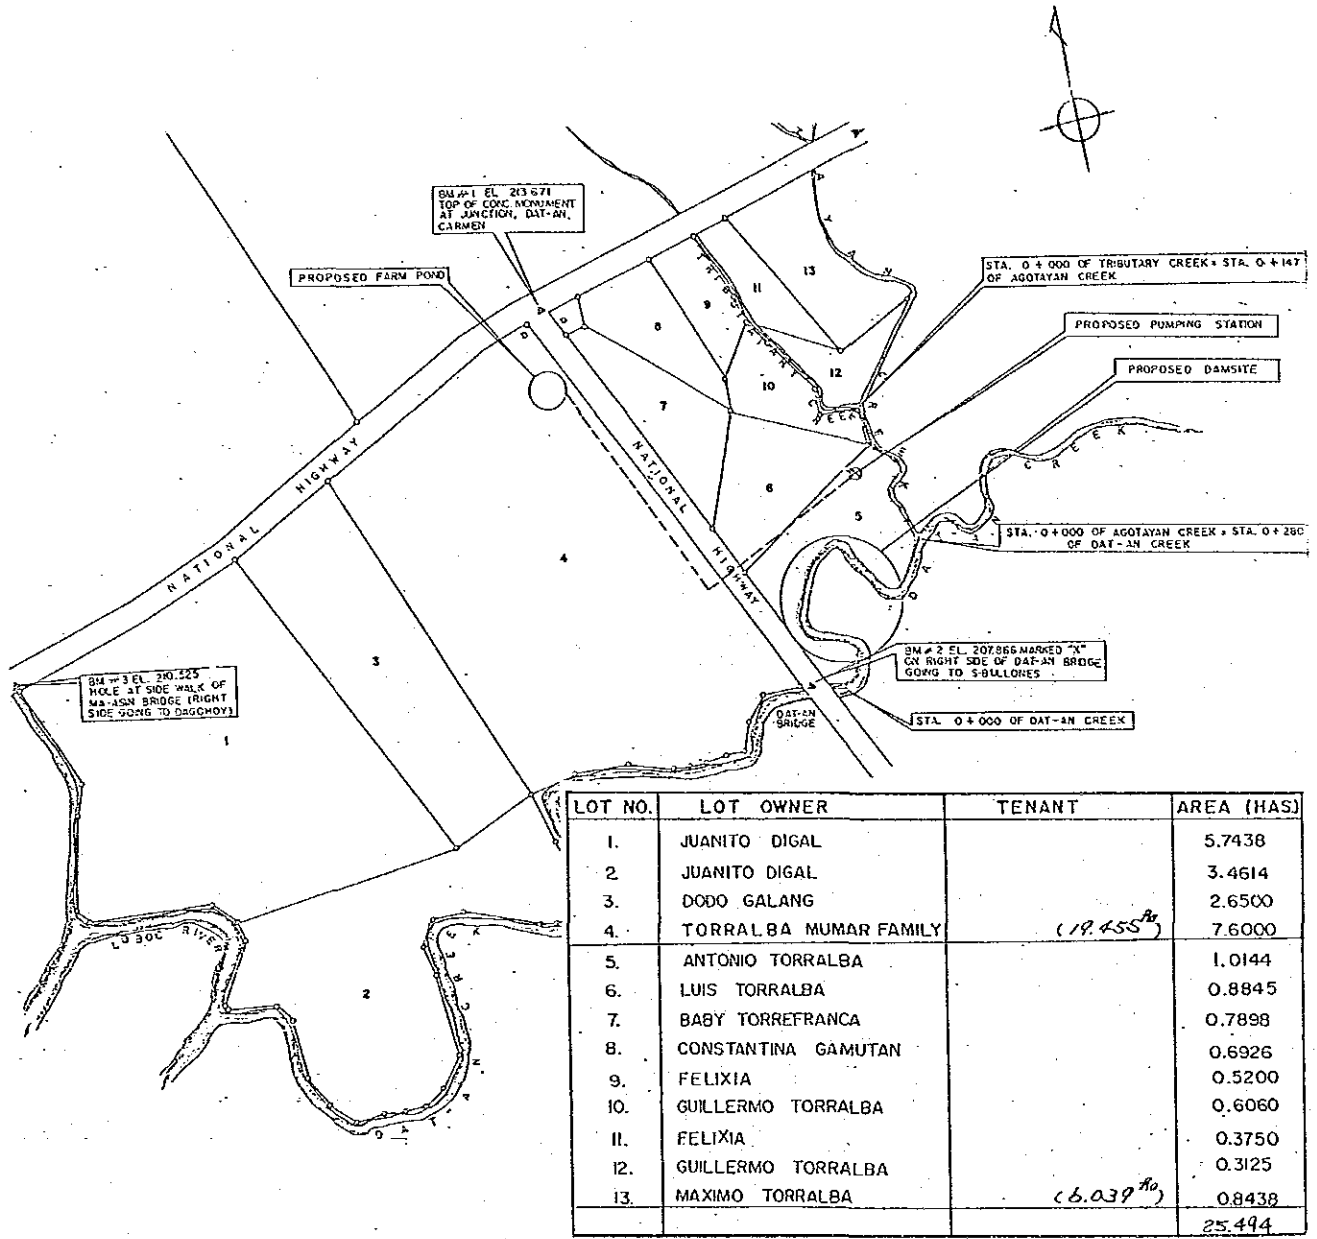 BM # 1 EL. 213.671
TOP OF CONC. MONUMENT
AT JUNCTION, DAT-AN,
CARMEN
PROPOSED FARM POND
STA. 0+000 OF TRIBUTARY CREEK = STA. 0+147
OF AGOTAYAN CREEK
PROPOSED PUMPING STATION
PROPOSED DAMSITE
STA. 0+000 OF AGOTAYAN CREEK = STA. 0+280
OF DAT-AN CREEK
BM # 2 EL. 207.866 MARKED "X"
ON RIGHT SIDE OF DAT-AN BRIDGE
GOING TO S-BULLONES
STA. 0+000 OF DAT-AN CREEK
BM # 3 EL. 210.525
HOLE AT SIDE WALK OF
MA-ASIN BRIDGE (RIGHT
SIDE GOING TO DAGOHOY)
NATIONAL HIGHWAY
NATIONAL HIGHWAY
TRIBUTARY CREEK
CREEK
DAT-AN
BRIDGE
LOBOC RIVER
DAT-AN CREEK
1
2
3
4
5
6
7
8
9
10
11
12
13
LOT NO. LOT OWNER TENANT AREA (HAS)
1. JUANITO DIGAL 5.7438
2 JUANITO DIGAL 3.4614
3. DODO GALANG 2.6500
4. TORRALBA MUMAR FAMILY (19.455 Ha) 7.6000
5. ANTONIO TORRALBA 1.0144
6. LUIS TORRALBA 0.8845
7. BABY TORREFRANCA 0.7898
8. CONSTANTINA GAMUTAN 0.6926
9. FELIXIA 0.5200
10. GUILLERMO TORRALBA 0.6060
11. FELIXIA 0.3750
12. GUILLERMO TORRALBA 0.3125
13. MAXIMO TORRALBA (6.039 Ha) 0.8438
25.494